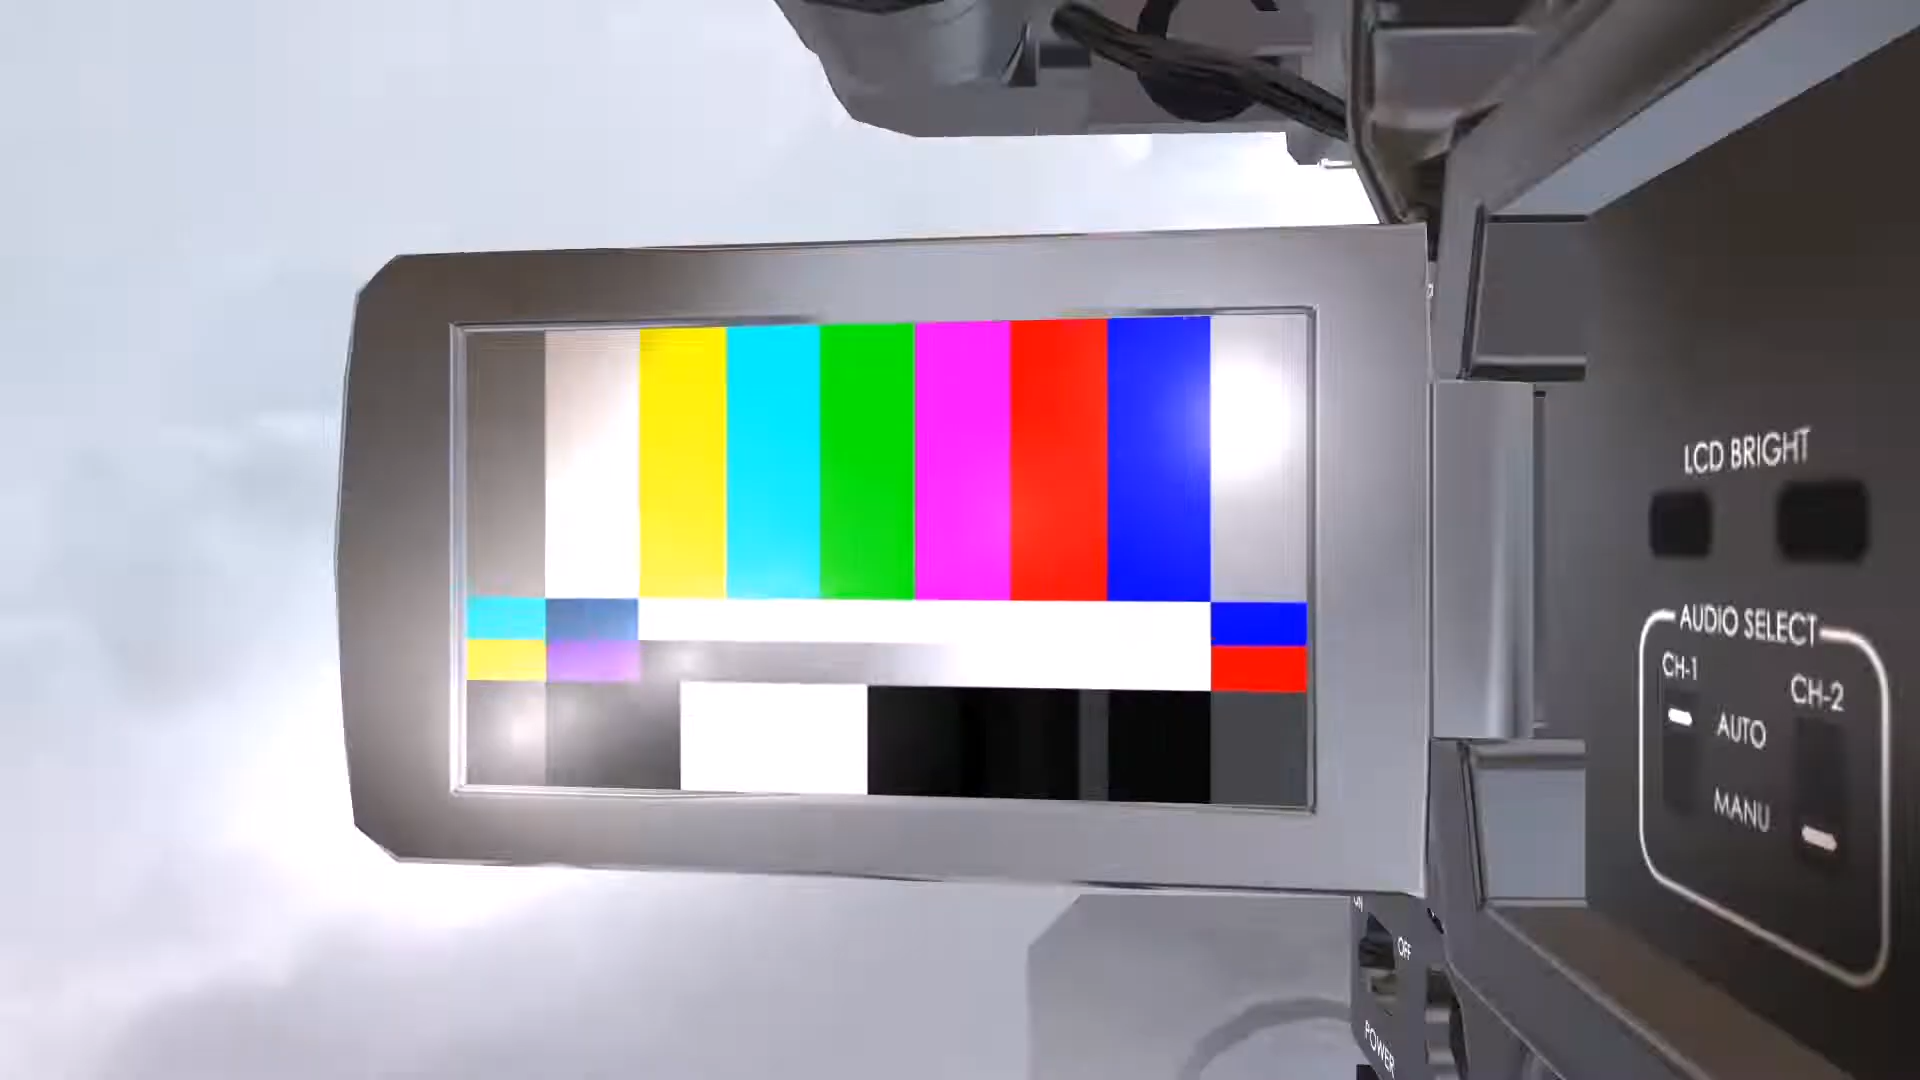 LCD BRIGHT
AUDIO SELECT
CH-1
CH-2
AUTO
MANU
OFF
POWER